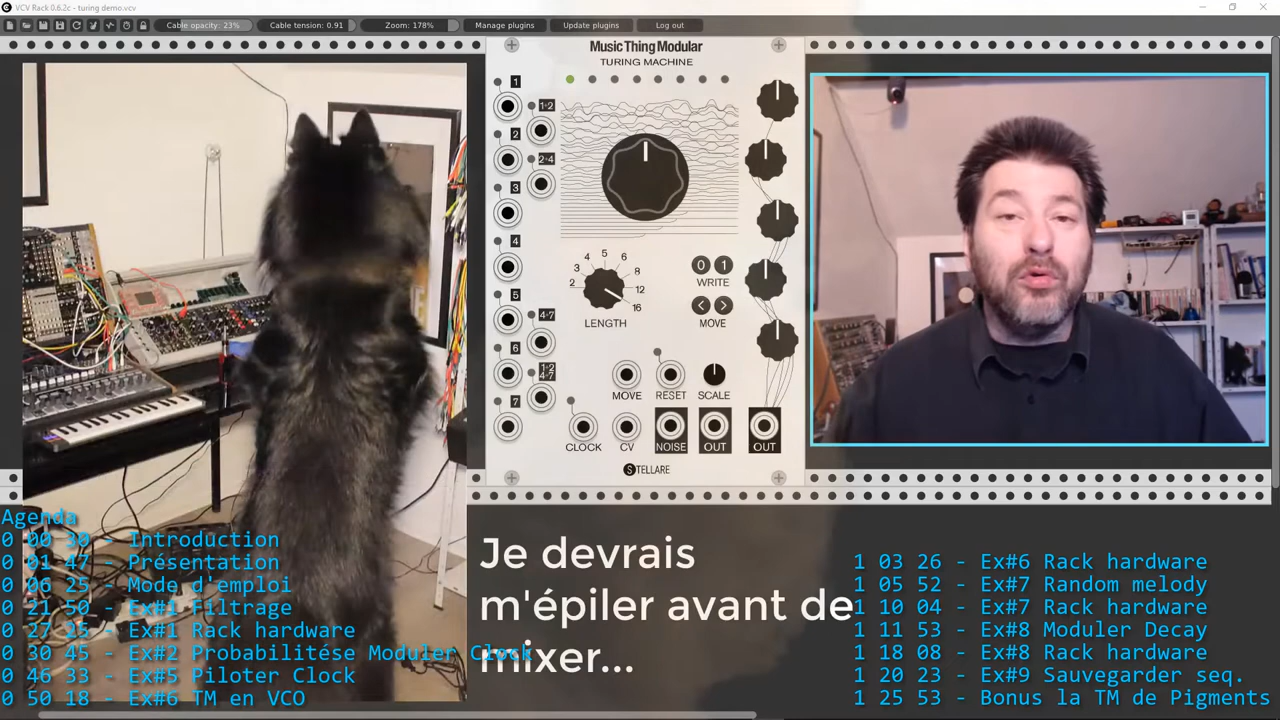 VCV Rack 0.6.2c - turing demo.vcv
Cable opacity: 23%
Cable tension: 0.91
Zoom: 178%
Manage plugins
Update plugins
Log out
Music Thing Modular
TURING MACHINE
1
1-2
2
2-4
3
4
5
4-7
6
1-2
4-7
7
2
3
4
5
6
8
12
16
LENGTH
0
1
WRITE
MOVE
MOVE
RESET
SCALE
CLOCK
CV
NOISE
OUT
OUT
STELLARE
Agenda
0 00 30 - Introduction
0 01 47 - Présentation
0 06 25 - Mode d'emploi
0 21 50 - Ex#1 Filtrage
0 27 25 - Ex#1 Rack hardware
0 30 45 - Ex#2 Probabilitése Moduler Clock
0 46 33 - Ex#5 Piloter Clock
0 50 18 - Ex#6 TM en VCO
Je devrais
m'épiler avant de
mixer...
1 03 26 - Ex#6 Rack hardware
1 05 52 - Ex#7 Random melody
1 10 04 - Ex#7 Rack hardware
1 11 53 - Ex#8 Moduler Decay
1 18 08 - Ex#8 Rack hardware
1 20 23 - Ex#9 Sauvegarder seq.
1 25 53 - Bonus la TM de Pigments